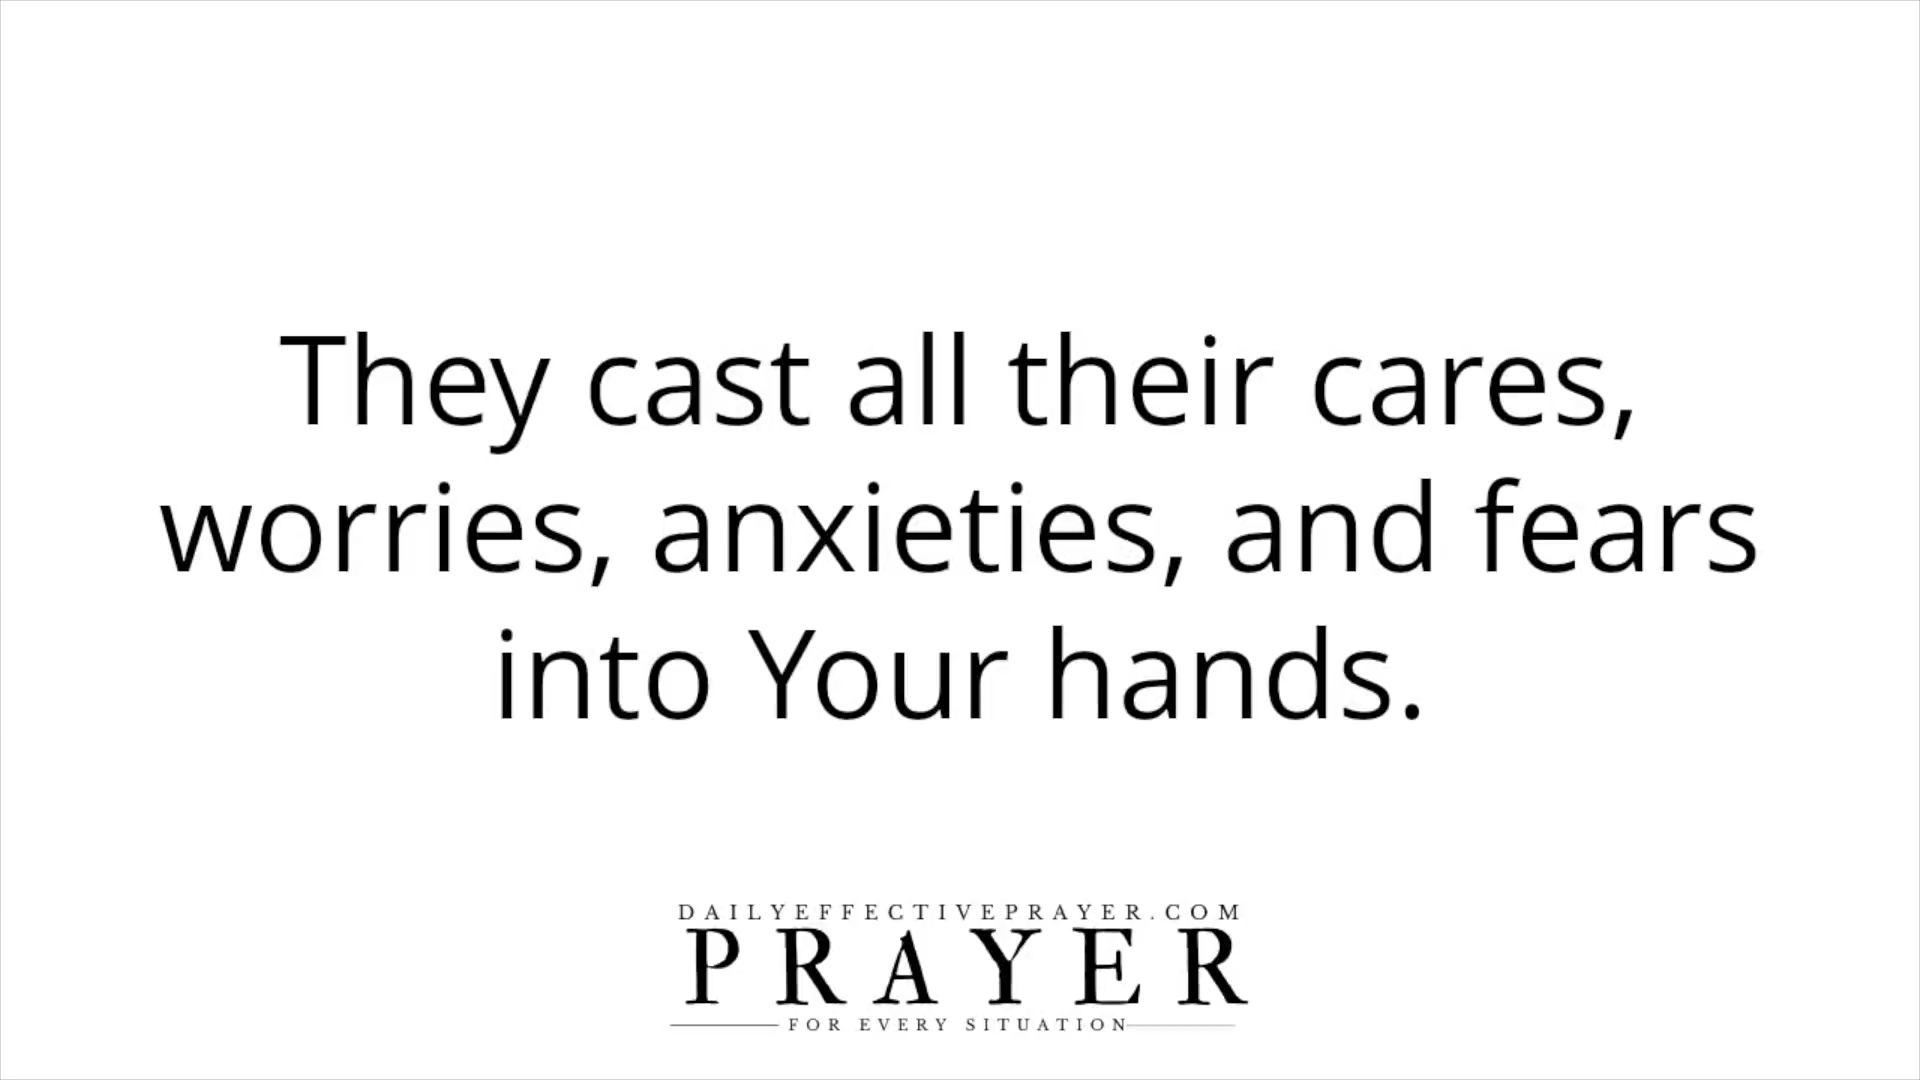 They cast all their cares,
worries, anxieties, and fears
into Your hands.
DAILYEFFECTIVEPRAYER.COM
PRAYER
FOR EVERY SITUATION